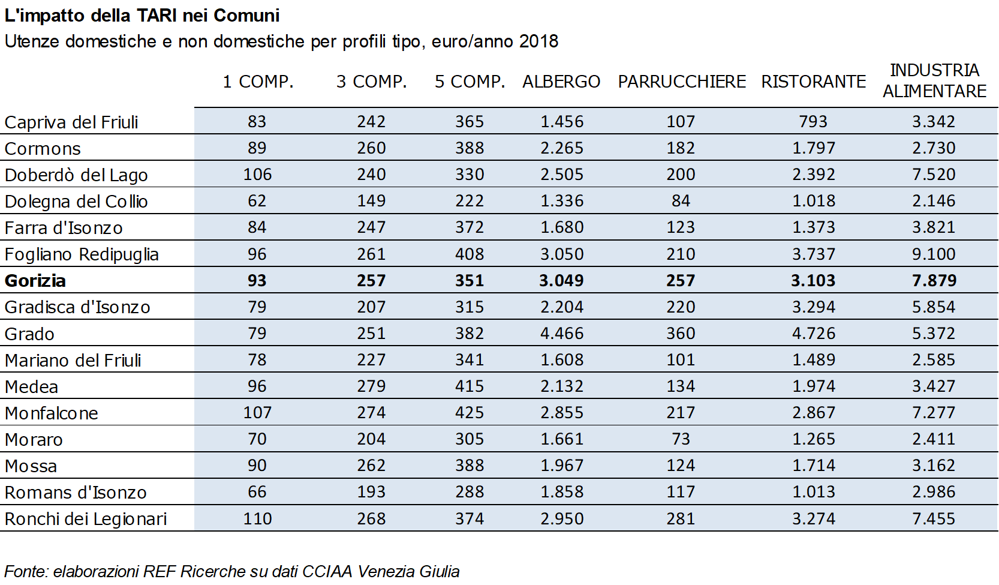 L'impatto della TARI nei Comuni
Utenze domestiche e non domestiche per profili tipo, euro/anno 2018
1 COMP. 3 COMP. 5 COMP. ALBERGO PARRUCCHIERE RISTORANTE INDUSTRIA ALIMENTARE
Capriva del Friuli 83 242 365 1.456 107 793 3.342
Cormons 89 260 388 2.265 182 1.797 2.730
Doberdò del Lago 106 240 330 2.505 200 2.392 7.520
Dolegna del Collio 62 149 222 1.336 84 1.018 2.146
Farra d'Isonzo 84 247 372 1.680 123 1.373 3.821
Fogliano Redipuglia 96 261 408 3.050 210 3.737 9.100
Gorizia 93 257 351 3.049 257 3.103 7.879
Gradisca d'Isonzo 79 207 315 2.204 220 3.294 5.854
Grado 79 251 382 4.466 360 4.726 5.372
Mariano del Friuli 78 227 341 1.608 101 1.489 2.585
Medea 96 279 415 2.132 134 1.974 3.427
Monfalcone 107 274 425 2.855 217 2.867 7.277
Moraro 70 204 305 1.661 73 1.265 2.411
Mossa 90 262 388 1.967 124 1.714 3.162
Romans d'Isonzo 66 193 288 1.858 117 1.013 2.986
Ronchi dei Legionari 110 268 374 2.950 281 3.274 7.455
Fonte: elaborazioni REF Ricerche su dati CCIAA Venezia Giulia